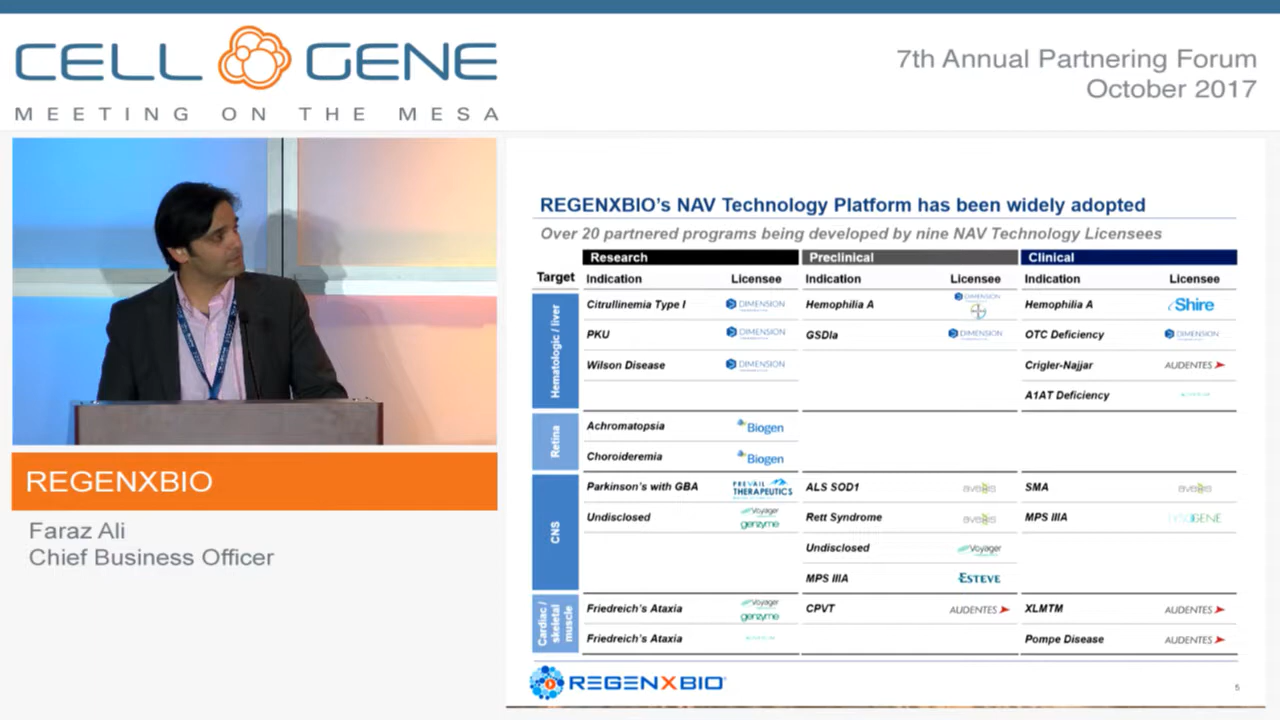 CELL GENE
MEETING ON THE MESA
7th Annual Partnering Forum
October 2017
REGENXBIO
Faraz Ali
Chief Business Officer
REGENXBIO's NAV Technology Platform has been widely adopted
Over 20 partnered programs being developed by nine NAV Technology Licensees
Research Preclinical Clinical
Target Indication Licensee Indication Licensee Indication Licensee
Hematologic / liver
Citrullinemia Type I DIMENSION Hemophilia A DIMENSION Hemophilia A Shire
PKU DIMENSION GSDIa DIMENSION OTC Deficiency DIMENSION
Wilson Disease DIMENSION Crigler-Najjar AUDENTES
A1AT Deficiency
Retina
Achromatopsia Biogen
Choroideremia Biogen
CNS
Parkinson's with GBA PREVAIL THERAPEUTICS ALS SOD1 avexis SMA avexis
Undisclosed Voyager genzyme Rett Syndrome avexis MPS IIIA LYSOGENE
Undisclosed Voyager
MPS IIIA ESTEVE
Cardiac / skeletal muscle
Friedreich's Ataxia Voyager genzyme CPVT AUDENTES XLMTM AUDENTES
Friedreich's Ataxia Pompe Disease AUDENTES
REGENXBIO
5